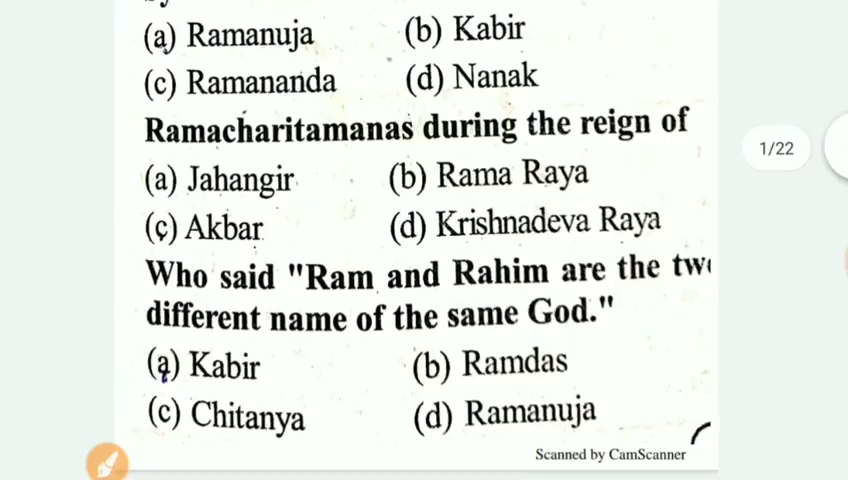 (a) Ramanuja (b) Kabir
(c) Ramananda (d) Nanak
Ramacharitamanas during the reign of
(a) Jahangir (b) Rama Raya
(c) Akbar (d) Krishnadeva Raya
Who said "Ram and Rahim are the
different name of the same God."
(a) Kabir (b) Ramdas
(c) Chitanya (d) Ramanuja
Scanned by CamScanner
1/22